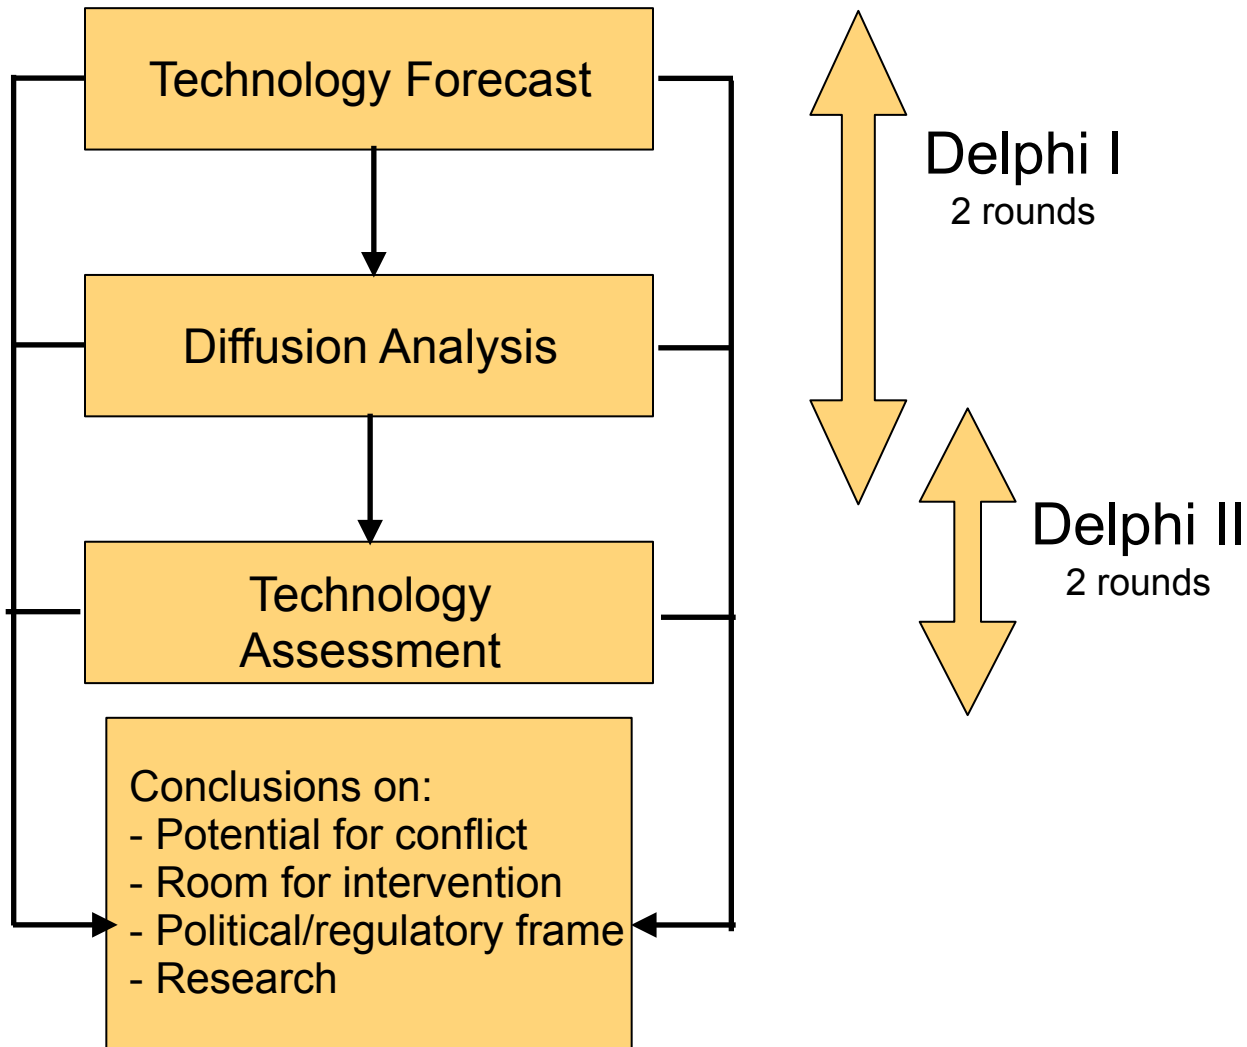 Technology Forecast
Delphi I
2 rounds
Diffusion Analysis
Delphi II
2 rounds
Technology
Assessment
Conclusions on:
- Potential for conflict
- Room for intervention
- Political/regulatory frame
- Research